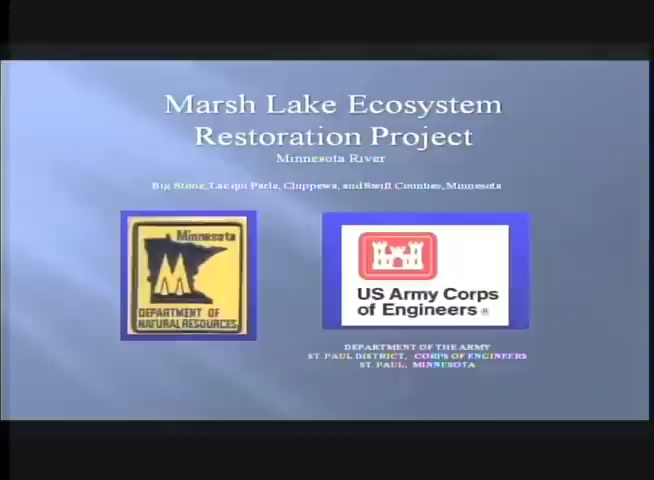 Marsh Lake Ecosystem
Restoration Project
Minnesota River
Big Stone, Lac qui Parle, Chippewa, and Swift Counties, Minnesota
Minnesota
DEPARTMENT OF
NATURAL RESOURCES
US Army Corps
of Engineers ®
DEPARTMENT OF THE ARMY
ST. PAUL DISTRICT, CORPS OF ENGINEERS
ST. PAUL, MINNESOTA